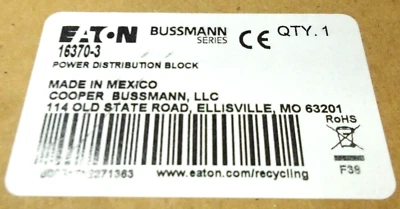 EATON BUSSMANN SERIES CE QTY. 1
16370-3
POWER DISTRIBUTION BLOCK
MADE IN MEXICO
COOPER BUSSMANN, LLC
114 OLD STATE ROAD, ELLISVILLE, MO 63201
RoHS
www.eaton.com/recycling
F39